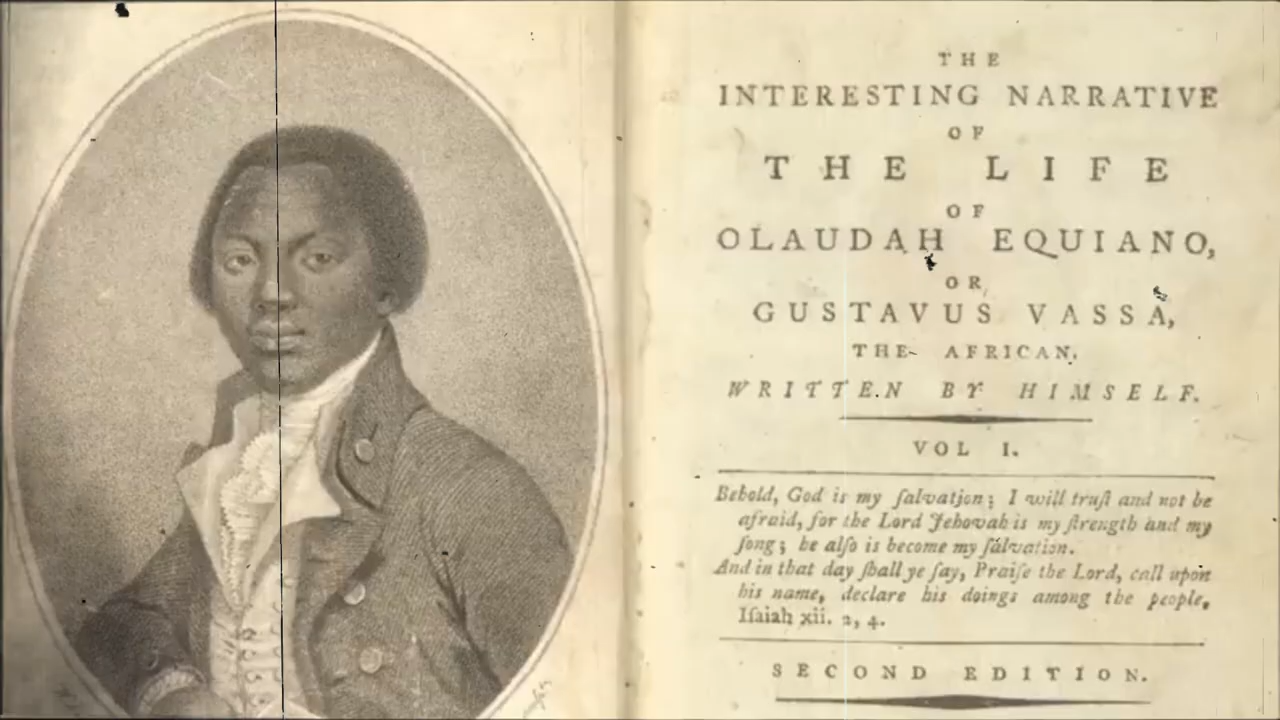 THE
INTERESTING NARRATIVE
OF
THE LIFE
OF
OLAUDAH EQUIANO,
OR
GUSTAVUS VASSA,
THE AFRICAN.
WRITTEN BY HIMSELF.
VOL I.
Behold, God is my ſalvation; I will truſt and not be
afraid, for the Lord Jehovah is my ſtrength and my
ſong; he alſo is become my ſalvation.
And in that day ſhall ye ſay, Praiſe the Lord, call upon
his name, declare his doings among the people,
Iſaiah xii. 2, 4.
SECOND EDITION.